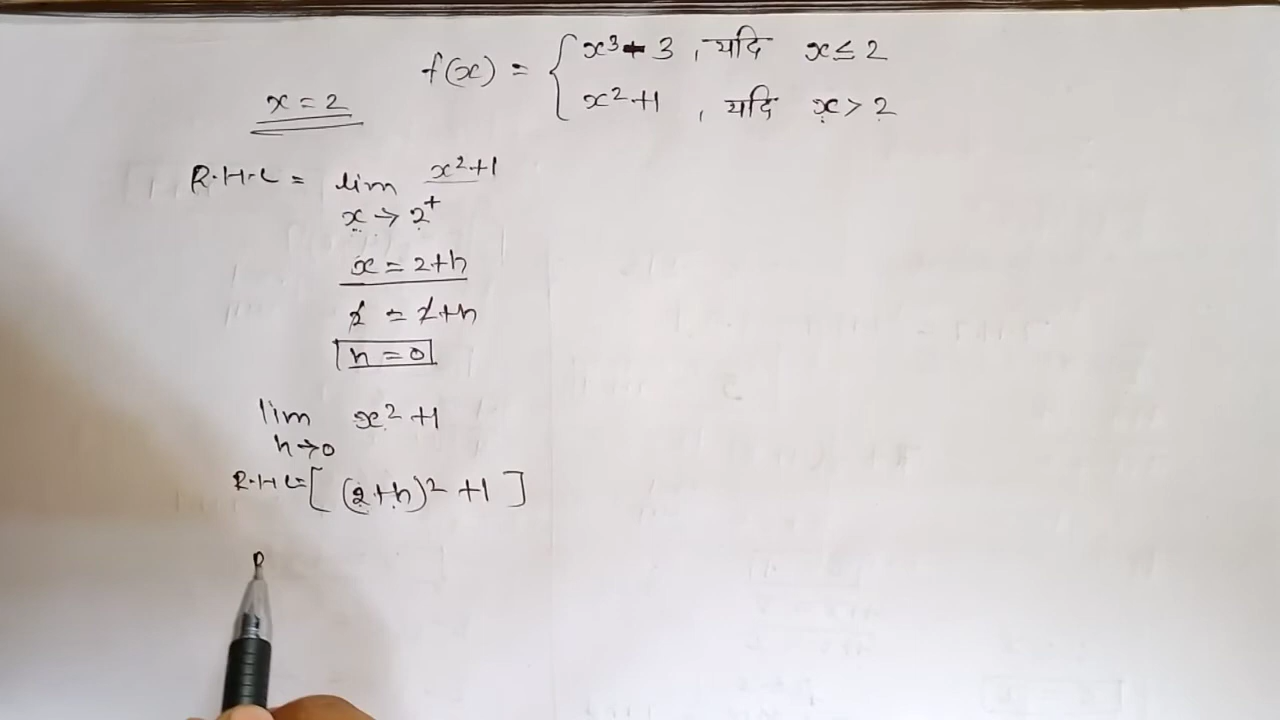 f(x) = { x³ - 3 , यदि x ≤ 2
x² + 1 , यदि x > 2
x = 2
R.H.L = lim x² + 1
x → 2⁺
x = 2 + h
2 = 2 + h
h = 0
lim x² + 1
h → 0
R.H.L = [ (2 + h)² + 1 ]